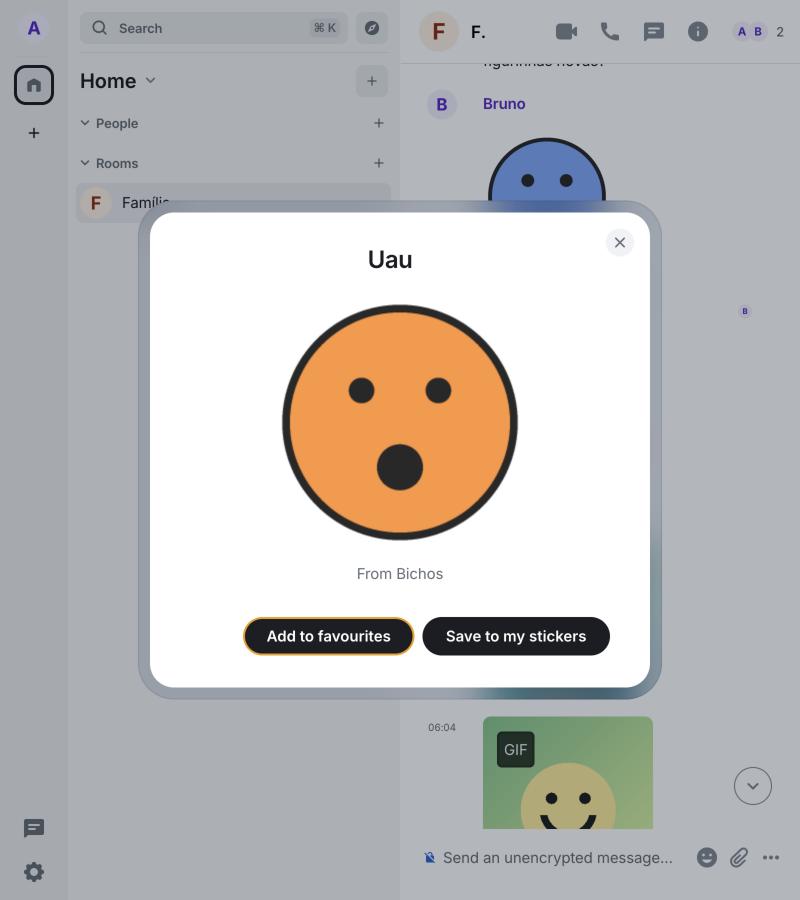 A
Search
⌘ K
F
F.
A B 2
Home
B
Bruno
People
Rooms
F
Uau
B
From Bichos
Add to favourites
Save to my stickers
06:04
GIF
Send an unencrypted message...